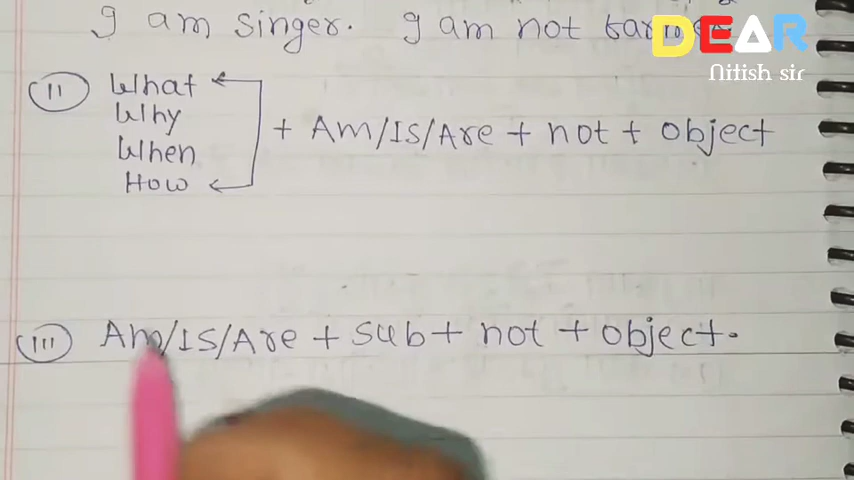 I am singer. I am not
DEAR
Nitish sir
(II) What
Why
When
How
+ Am/Is/Are + not + object
(III) Am/Is/Are + Sub + not + object.